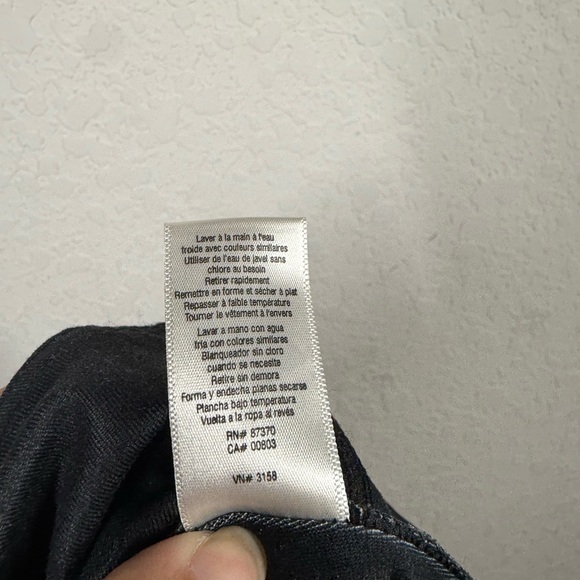 Laver à la main à l'eau
froide avec couleurs similaires
Utiliser de l'eau de javel sans
chlore au besoin
Retirer rapidement
Remettre en forme et sécher à plat
Repasser à faible température
Tourner le vêtement à l'envers
Lavar a mano con agua
fria con colores similares
Blanqueador sin cloro
cuando se necesite
Retire sin demora
Forma y endecha planas secarse
Plancha bajo temperatura
Vuelta a la ropa al revés
RN# 87370
CA# 00803
VN# 3158